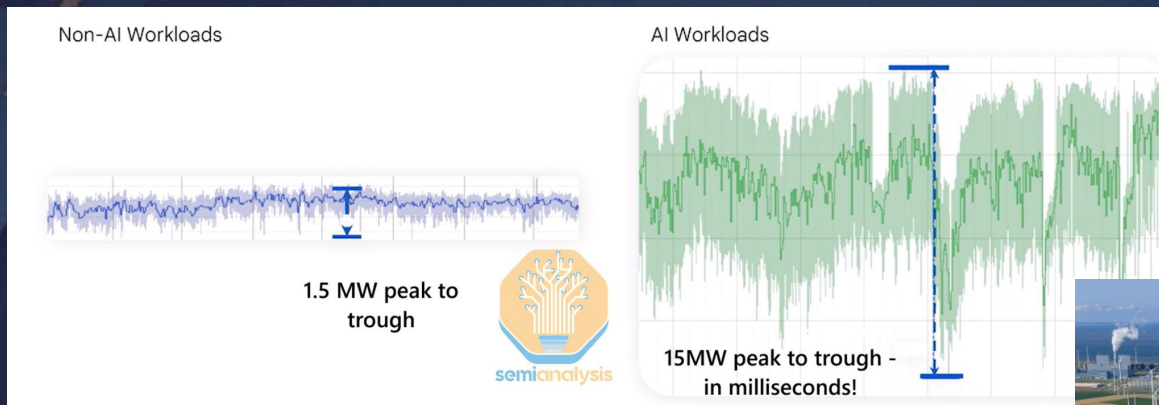 Non-AI Workloads
AI Workloads
1.5 MW peak to
trough
semianalysis
15MW peak to trough -
in milliseconds!